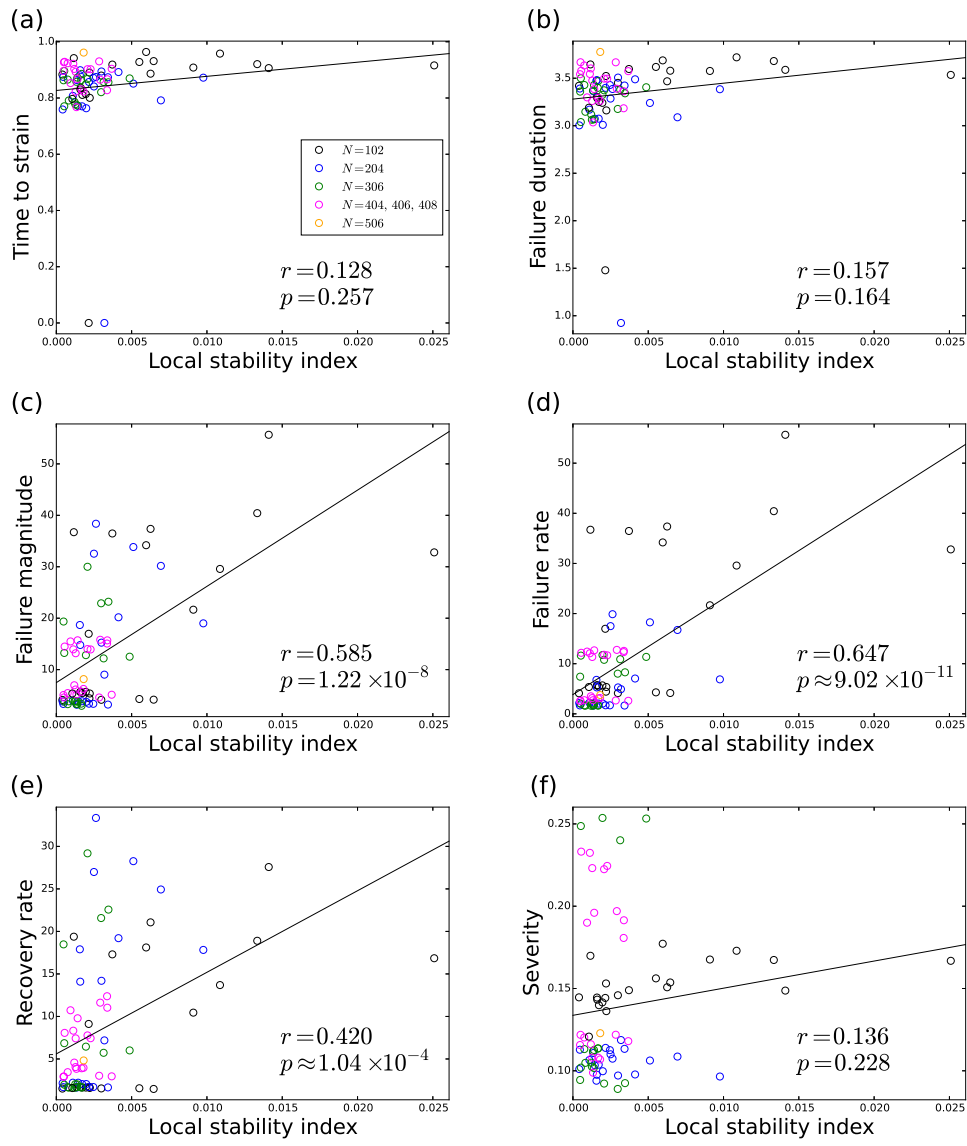 (a)
1.0
0.8
0.6
0.4
0.2
0.0
Time to strain
N=102
N=204
N=306
N=404, 406, 408
N=506
r=0.128
p=0.257
0.000 0.005 0.010 0.015 0.020 0.025
Local stability index
(b)
3.5
3.0
2.5
2.0
1.5
1.0
Failure duration
r=0.157
p=0.164
0.000 0.005 0.010 0.015 0.020 0.025
Local stability index
(c)
50
40
30
20
10
Failure magnitude
r=0.585
p=1.22 ×10⁻⁸
0.000 0.005 0.010 0.015 0.020 0.025
Local stability index
(d)
50
40
30
20
10
0
Failure rate
r=0.647
p≈9.02 ×10⁻¹¹
0.000 0.005 0.010 0.015 0.020 0.025
Local stability index
(e)
30
25
20
15
10
5
Recovery rate
r=0.420
p≈1.04 ×10⁻⁴
0.000 0.005 0.010 0.015 0.020 0.025
Local stability index
(f)
0.25
0.20
0.15
0.10
Severity
r=0.136
p=0.228
0.000 0.005 0.010 0.015 0.020 0.025
Local stability index